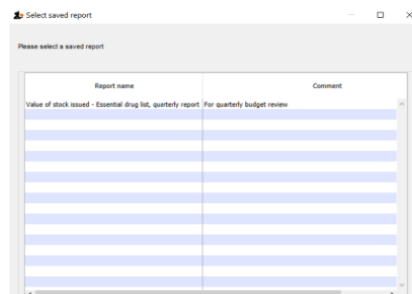 Select saved report
Please select a saved report
Report name Comment
Value of stock issued - Essential drug list, quarterly report For quarterly budget review